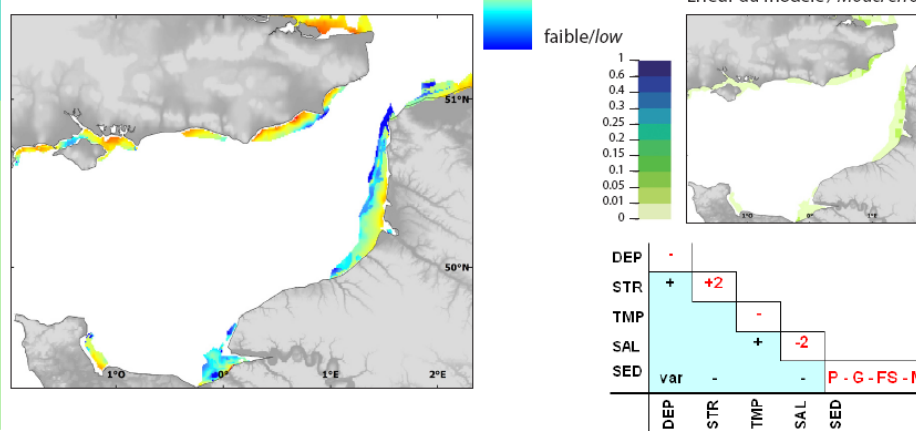 faible/low
51°N
50°N
1°O
0°
1°E
2°E
1
0.6
0.4
0.3
0.25
0.2
0.15
0.1
0.01
0
1°O
0°
1°E
DEP -
STR + +2
TMP -
SAL + -2
SED var - - P - G - FS -
DEP STR TMP SAL SED